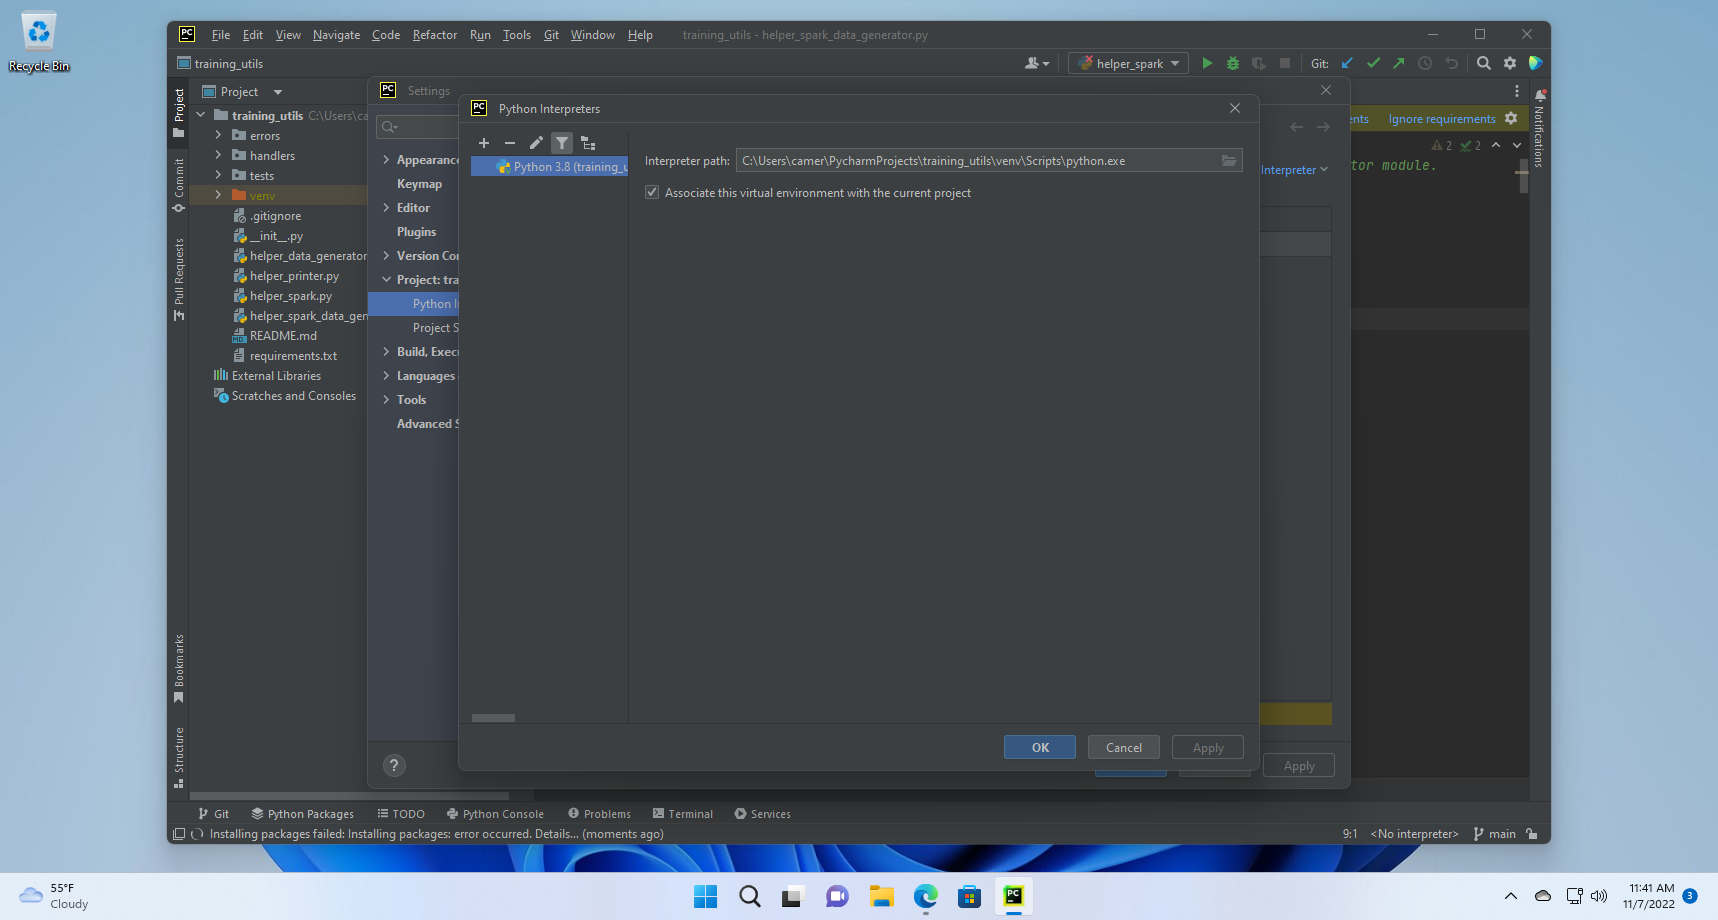 Recycle Bin
PC
File Edit View Navigate Code Refactor Run Tools Git Window Help
training_utils - helper_spark_data_generator.py
training_utils
helper_spark
Git:
Project
Commit
Pull Requests
Bookmarks
Structure
Project
training_utils C:\Users\ca
errors
handlers
tests
venv
.gitignore
__init__.py
helper_data_generator
helper_printer.py
helper_spark.py
helper_spark_data_gen
README.md
requirements.txt
External Libraries
Scratches and Consoles
PC
Settings
Appearance
Keymap
Editor
Plugins
Version Cor
Project: tra
Python I
Project S
Build, Exec
Languages
Tools
Advanced S
?
PC
Python Interpreters
Python 3.8 (training_u
Interpreter path: C:\Users\camer\PycharmProjects\training_utils\venv\Scripts\python.exe
Associate this virtual environment with the current project
OK
Cancel
Apply
Interpreter
Apply
ents Ignore requirements
2 2
tor module.
Notifications
Git
Python Packages
TODO
Python Console
Problems
Terminal
Services
Installing packages failed: Installing packages: error occurred. Details... (moments ago)
9:1 <No interpreter> main
55°F
Cloudy
PC
11:41 AM
11/7/2022
3